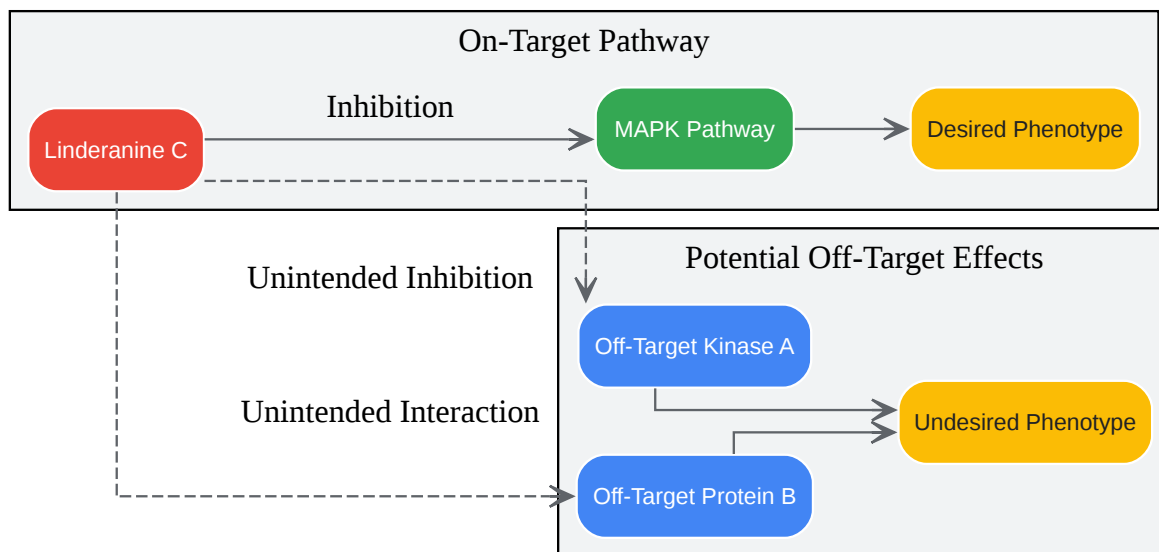 On-Target Pathway
Inhibition
Linderanine C
MAPK Pathway
Desired Phenotype
Potential Off-Target Effects
Unintended Inhibition
Off-Target Kinase A
Unintended Interaction
Undesired Phenotype
Off-Target Protein B